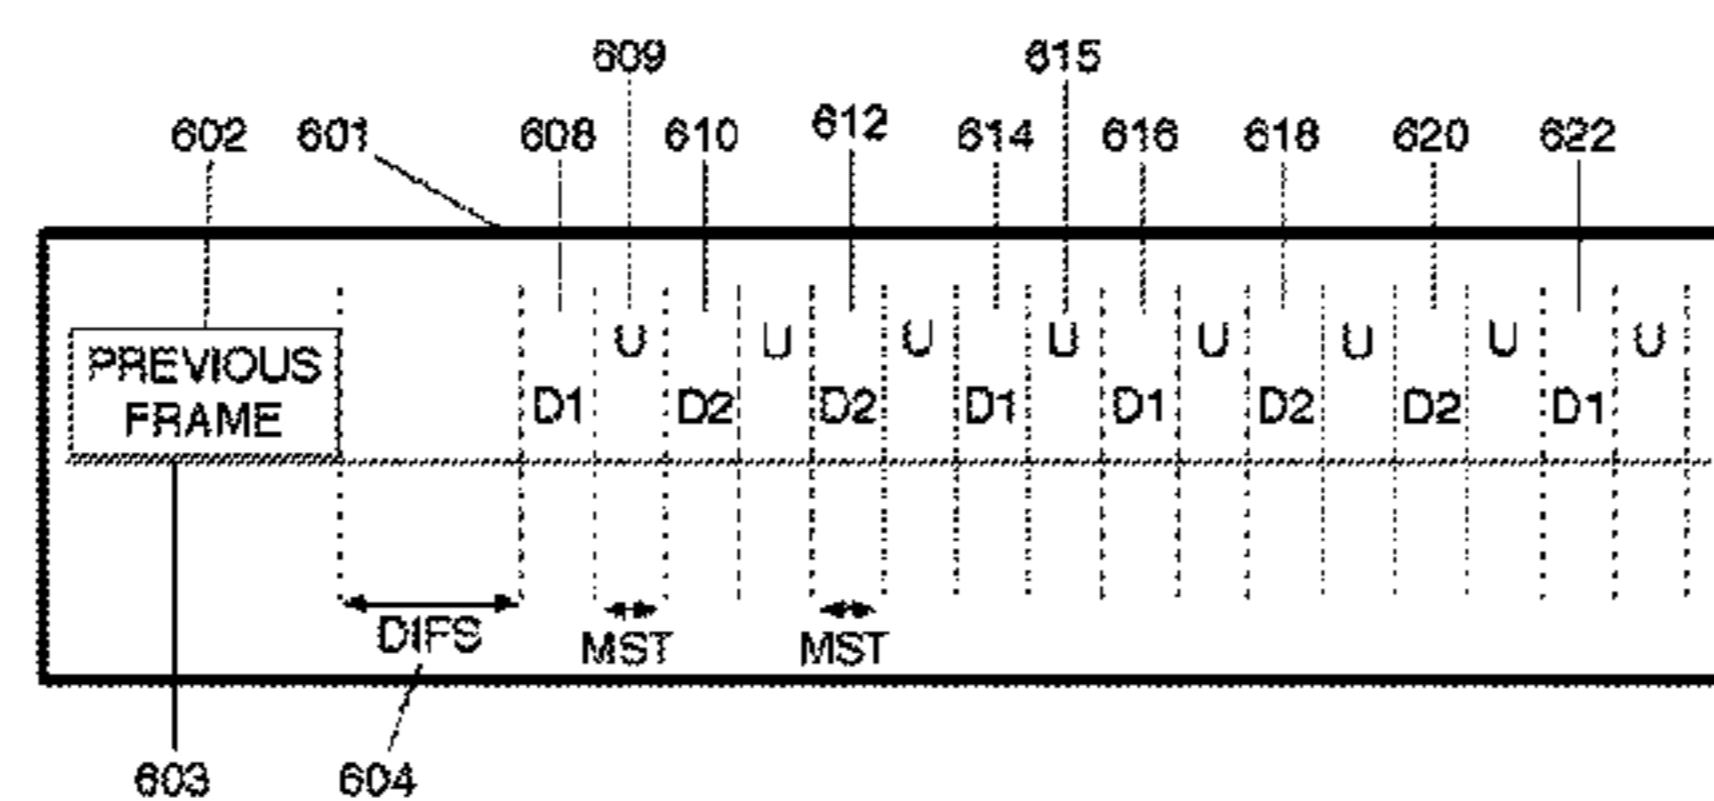 609 615
602 601 608 610 612 614 616 618 620 622
U U U U U U U U
PREVIOUS
FRAME
D1 D2 D2 D1 D1 D2 D2 D1
DIFS MST MST
603 604